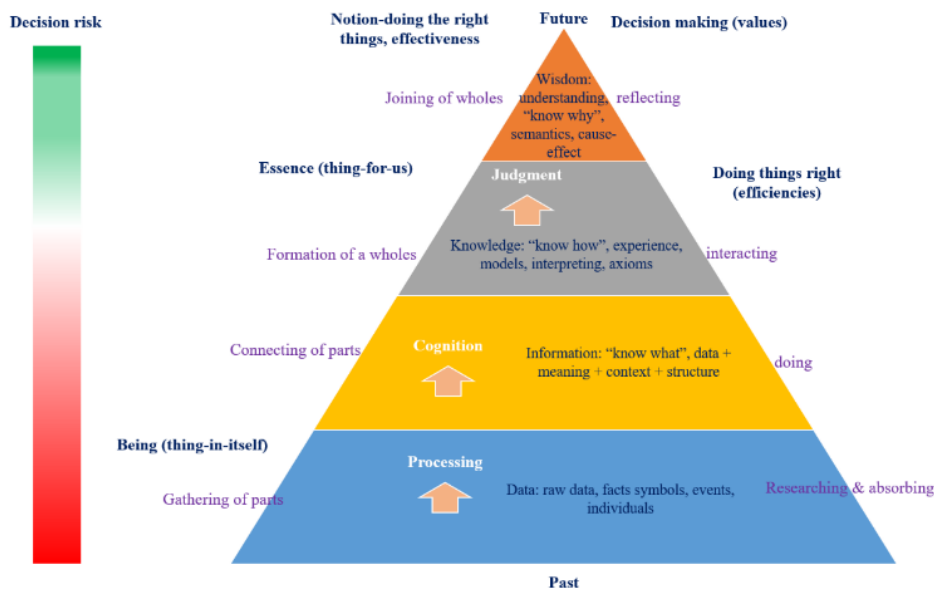 Decision risk
Notion-doing the right
things, effectiveness
Future
Decision making (values)
Joining of wholes
Wisdom:
understanding,
“know why”,
semantics, cause-
effect
reflecting
Essence (thing-for-us)
Judgment
Doing things right
(efficiencies)
Formation of a wholes
Knowledge: “know how”, experience,
models, interpreting, axioms
interacting
Connecting of parts
Cognition
Information: “know what”, data +
meaning + context + structure
doing
Being (thing-in-itself)
Processing
Gathering of parts
Data: raw data, facts symbols, events,
individuals
Researching & absorbing
Past